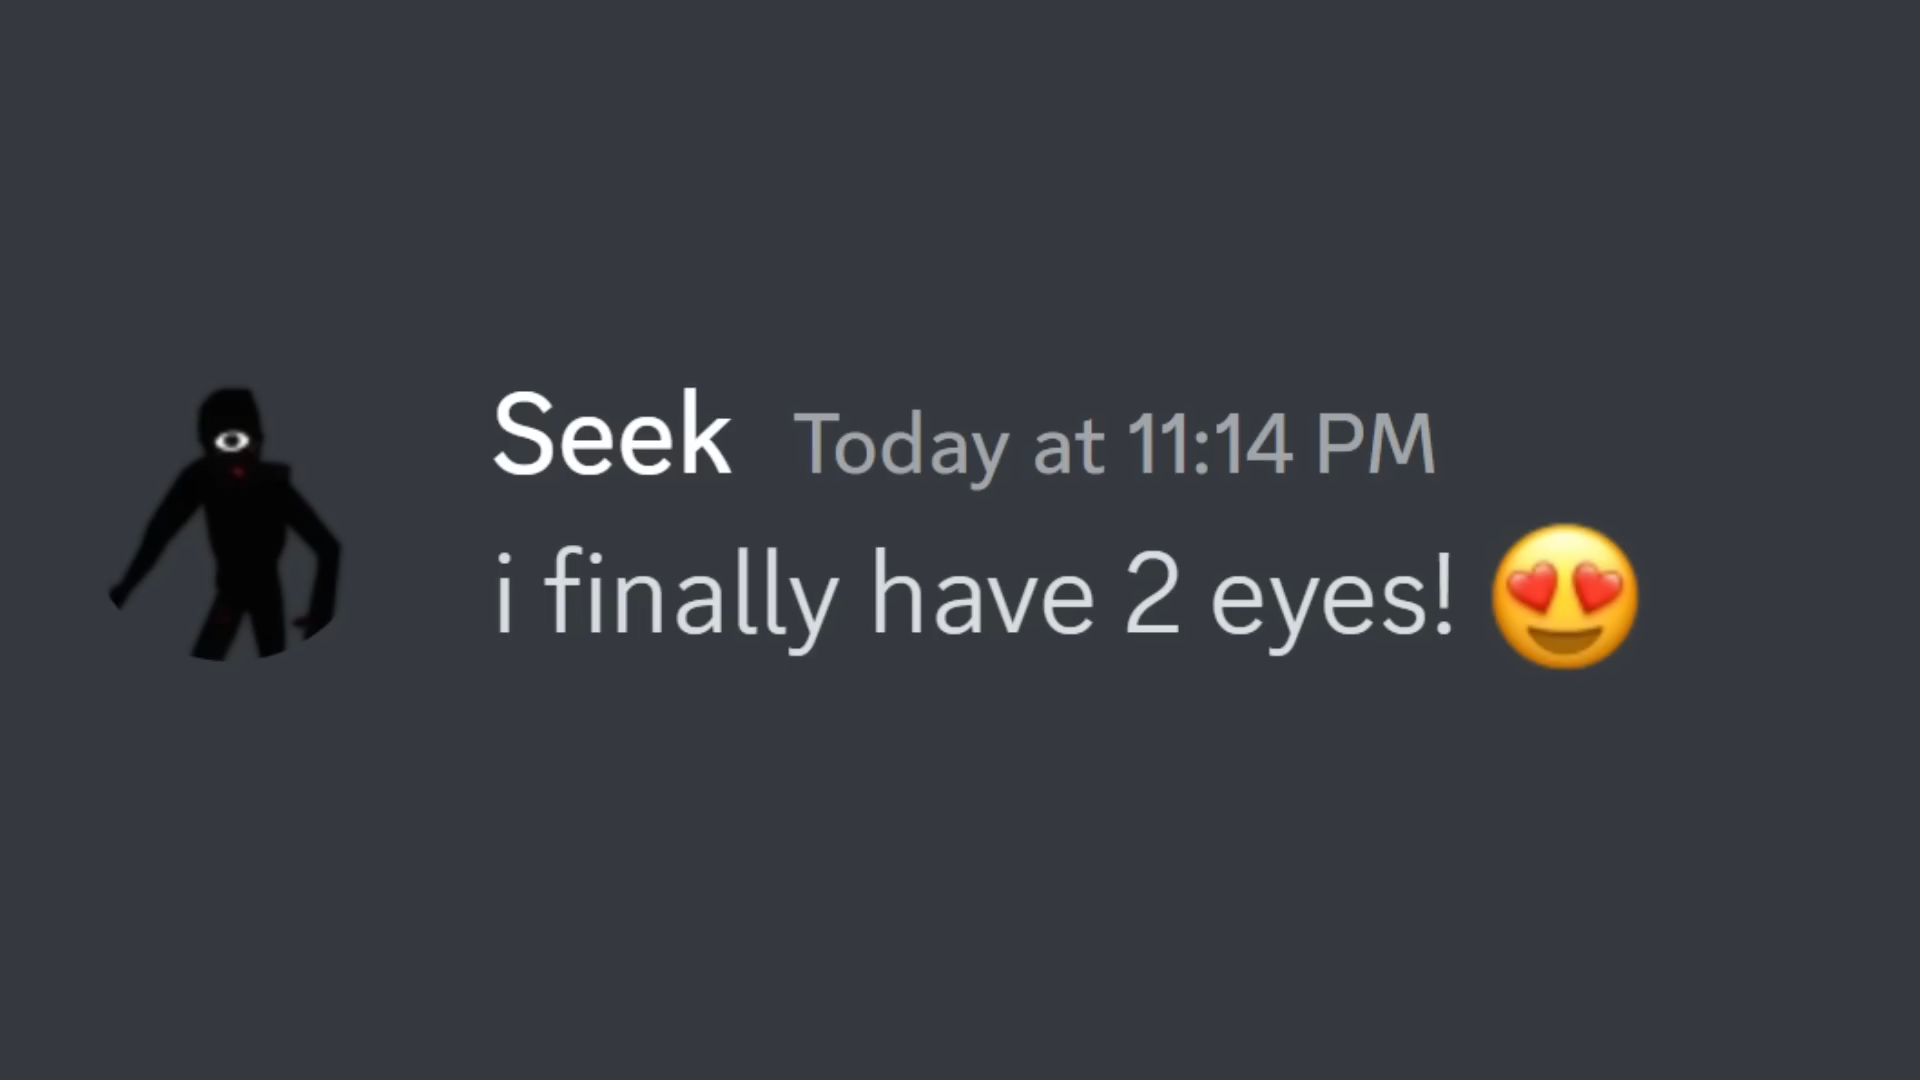 Seek Today at 11:14 PM
i finally have 2 eyes! 😍